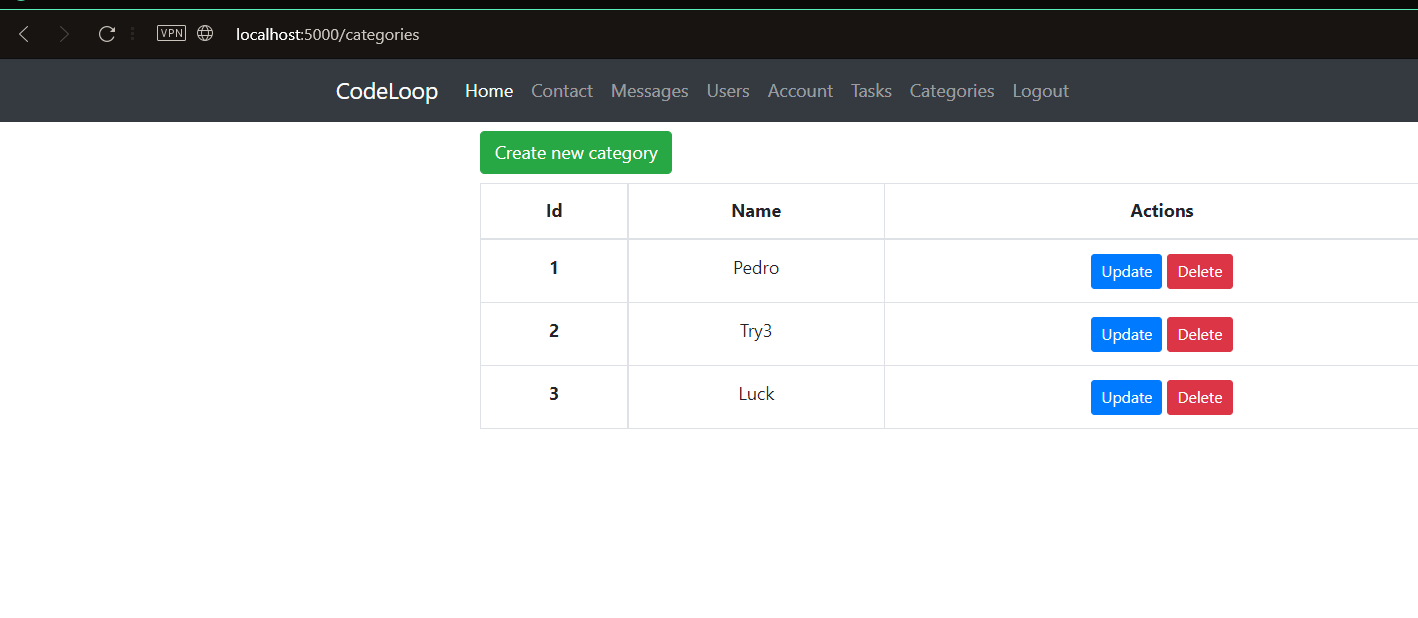 VPN localhost:5000/categories
CodeLoop Home Contact Messages Users Account Tasks Categories Logout
Create new category
Id Name Actions
1 Pedro Update Delete
2 Try3 Update Delete
3 Luck Update Delete